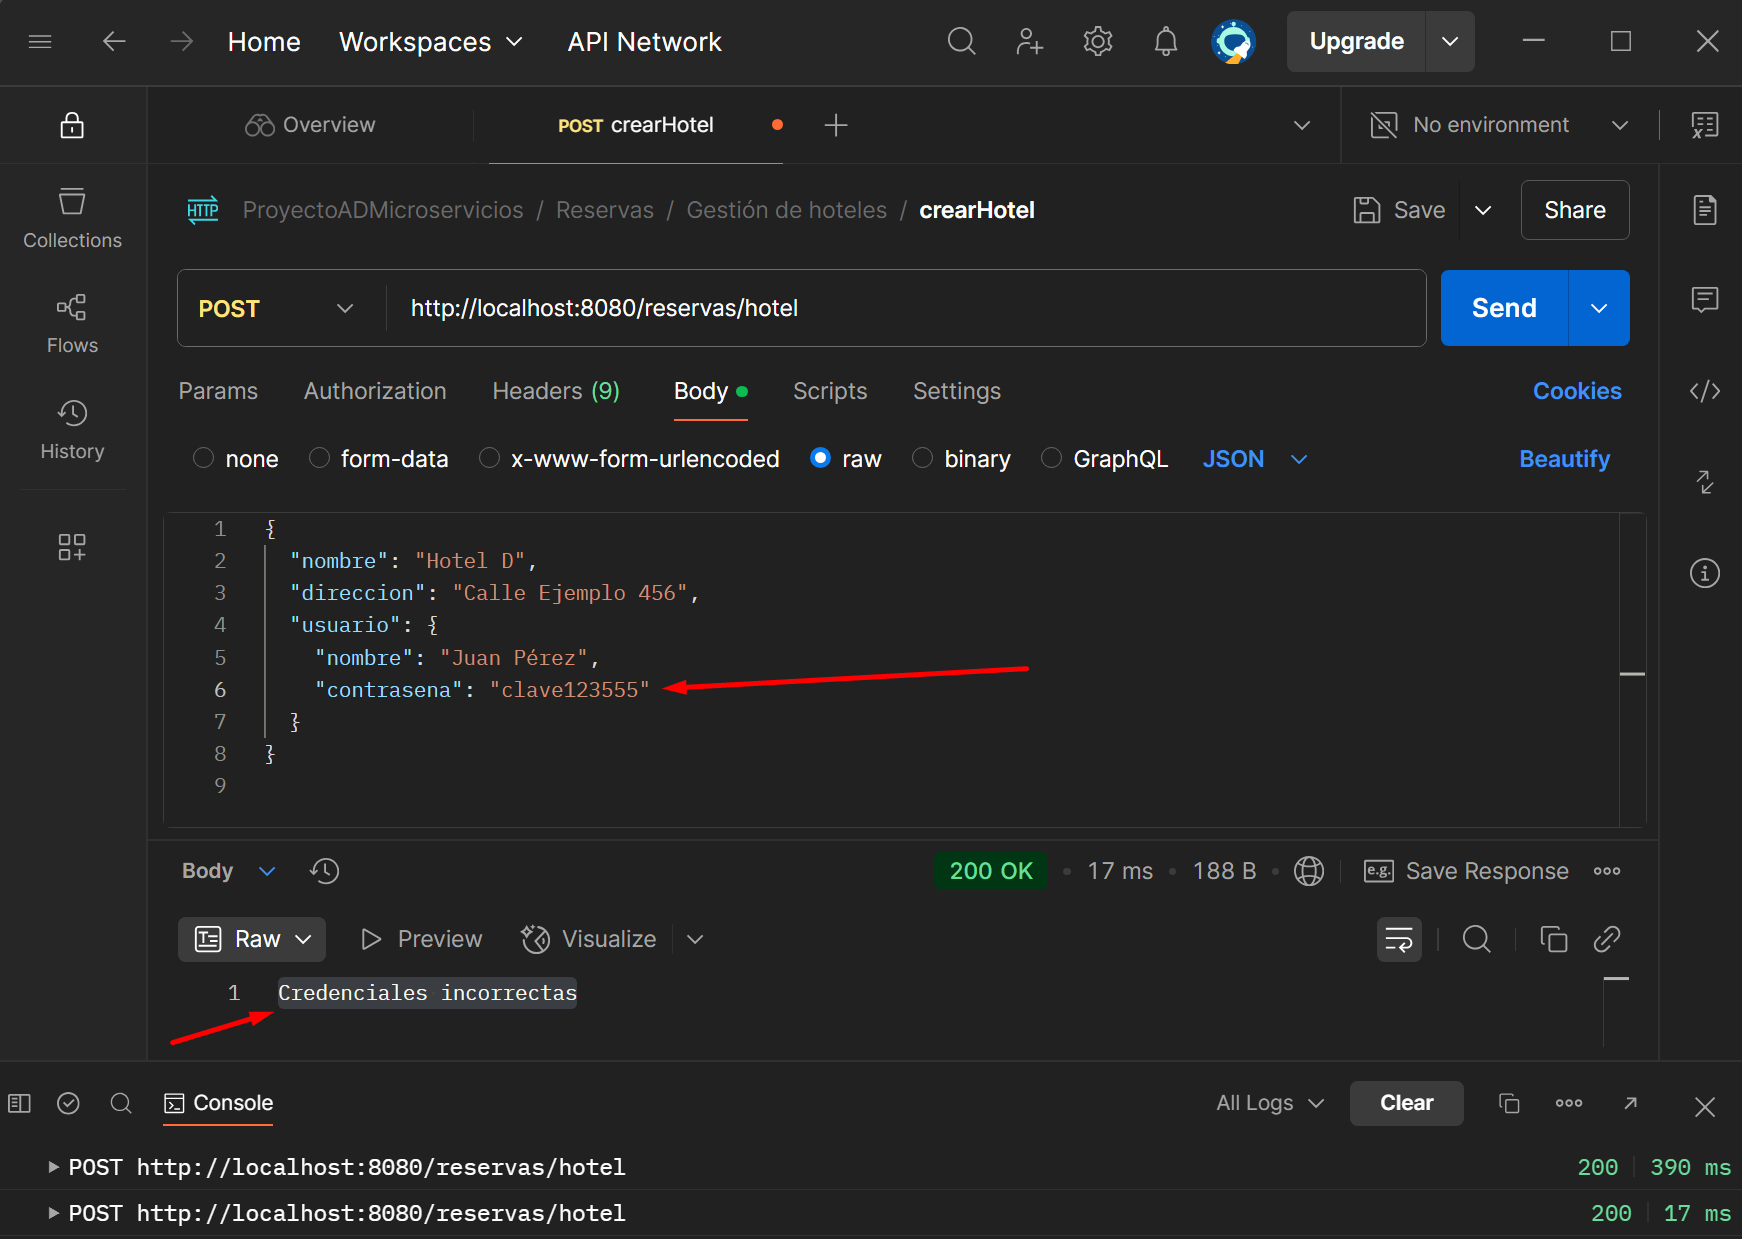 Home Workspaces API Network Upgrade
Overview POST crearHotel No environment
HTTP ProyectoADMicroservicios / Reservas / Gestión de hoteles / crearHotel Save Share
Collections
POST http://localhost:8080/reservas/hotel Send
Flows
Params Authorization Headers (9) Body Scripts Settings Cookies
History
none form-data x-www-form-urlencoded raw binary GraphQL JSON Beautify
1 {
2 "nombre": "Hotel D",
3 "direccion": "Calle Ejemplo 456",
4 "usuario": {
5 "nombre": "Juan Pérez",
6 "contrasena": "clave123555"
7 }
8 }
9
Body 200 OK 17 ms 188 B e.g. Save Response
Raw Preview Visualize
1 Credenciales incorrectas
Console All Logs Clear
POST http://localhost:8080/reservas/hotel 200 390 ms
POST http://localhost:8080/reservas/hotel 200 17 ms